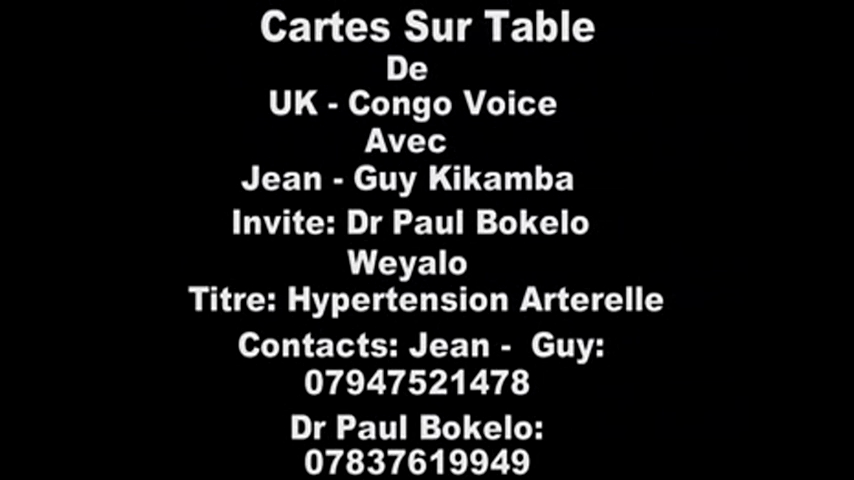 Cartes Sur Table
De
UK - Congo Voice
Avec
Jean - Guy Kikamba
Invite: Dr Paul Bokelo
Weyalo
Titre: Hypertension Arterelle
Contacts: Jean -  Guy:
07947521478
Dr Paul Bokelo:
07837619949